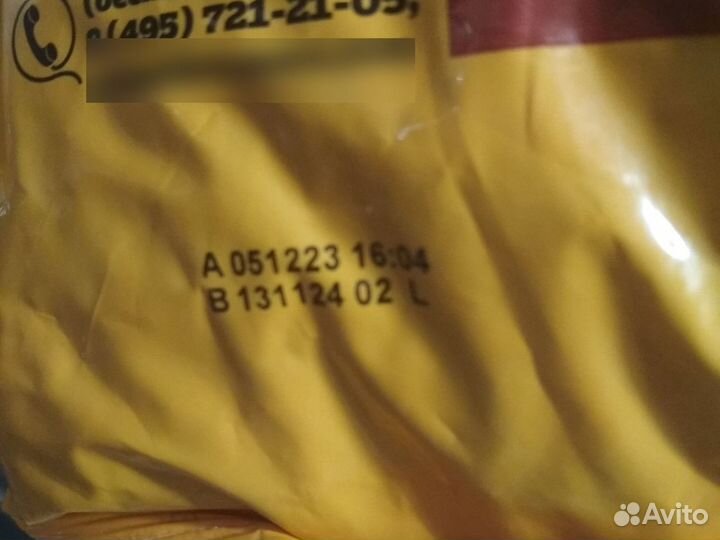 (495) 721-21-05,
A 051223 16:04
B 131124 02 L
Avito